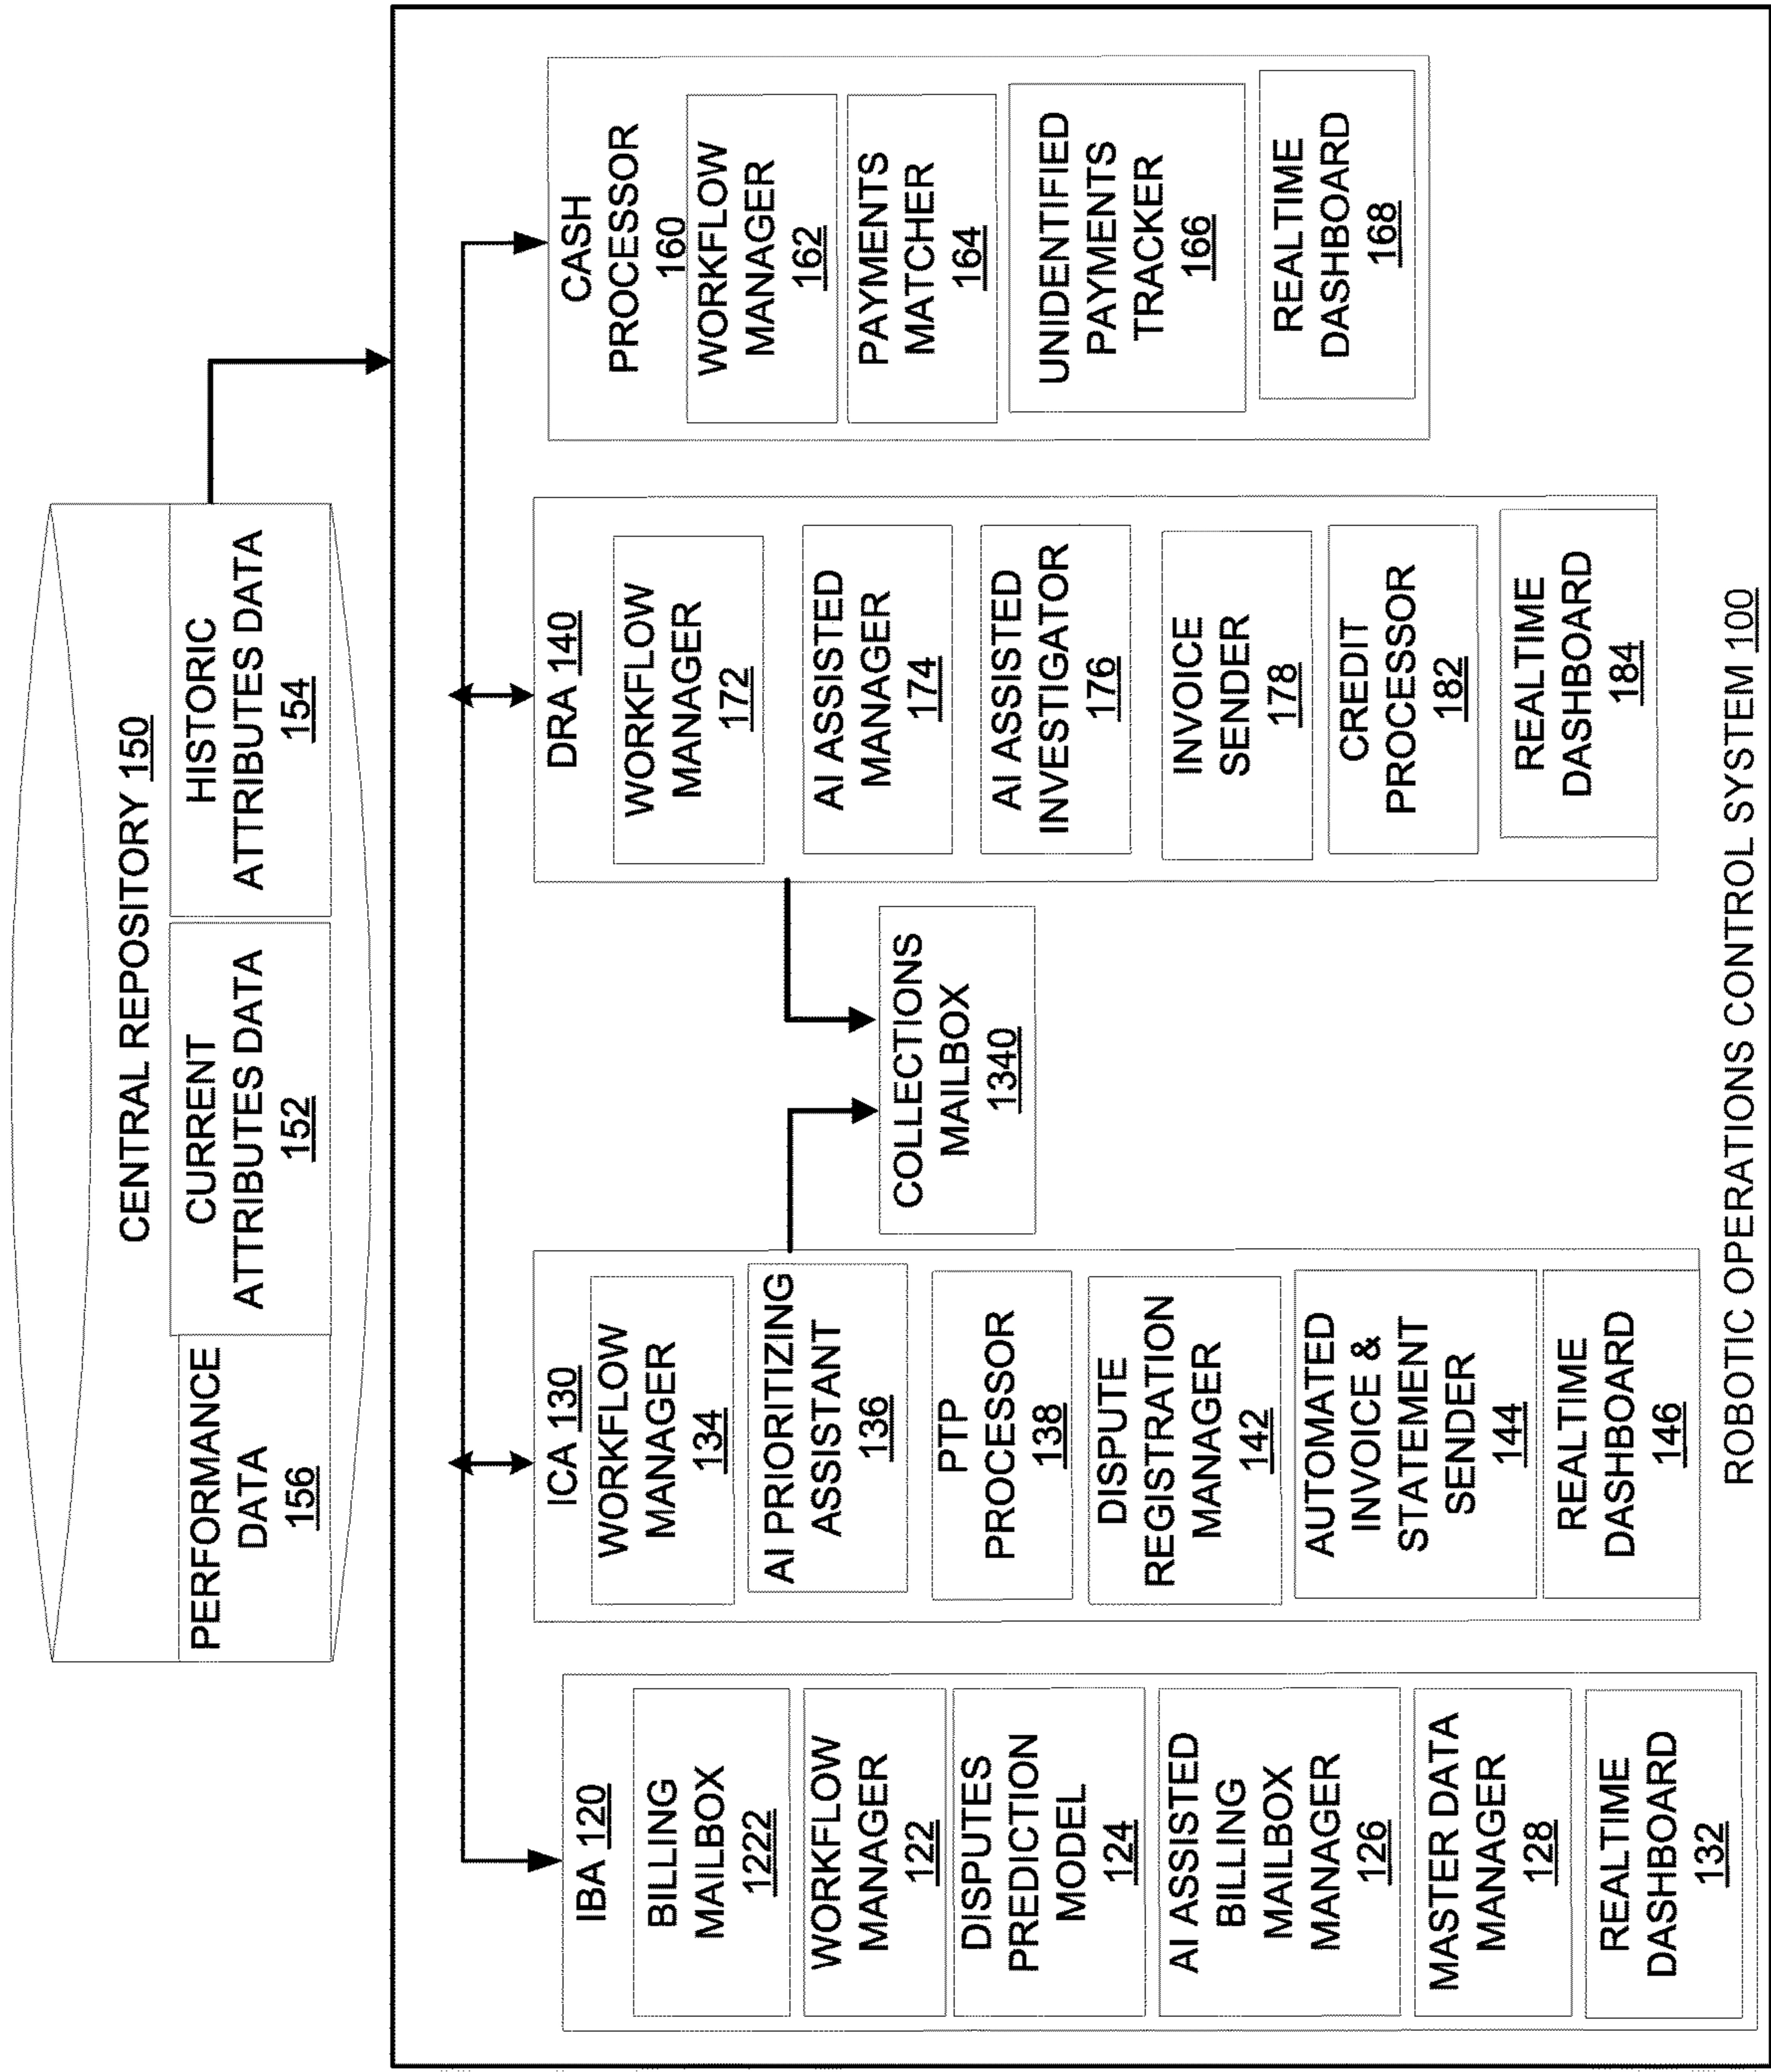 CENTRAL REPOSITORY 150
PERFORMANCE
DATA
156
CURRENT
ATTRIBUTES DATA
152
HISTORIC
ATTRIBUTES DATA
154
IBA 120
BILLING
MAILBOX
1222
WORKFLOW
MANAGER
122
DISPUTES
PREDICTION
MODEL
124
AI ASSISTED
BILLING
MAILBOX
MANAGER
126
MASTER DATA
MANAGER
128
REALTIME
DASHBOARD
132
ICA 130
WORKFLOW
MANAGER
134
AI PRIORITIZING
ASSISTANT
136
PTP
PROCESSOR
138
DISPUTE
REGISTRATION
MANAGER
142
AUTOMATED
INVOICE &
STATEMENT
SENDER
144
REALTIME
DASHBOARD
146
COLLECTIONS
MAILBOX
1340
DRA 140
WORKFLOW
MANAGER
172
AI ASSISTED
MANAGER
174
AI ASSISTED
INVESTIGATOR
176
INVOICE
SENDER
178
CREDIT
PROCESSOR
182
REALTIME
DASHBOARD
184
CASH
PROCESSOR
160
WORKFLOW
MANAGER
162
PAYMENTS
MATCHER
164
UNIDENTIFIED
PAYMENTS
TRACKER
166
REALTIME
DASHBOARD
168
ROBOTIC OPERATIONS CONTROL SYSTEM 100